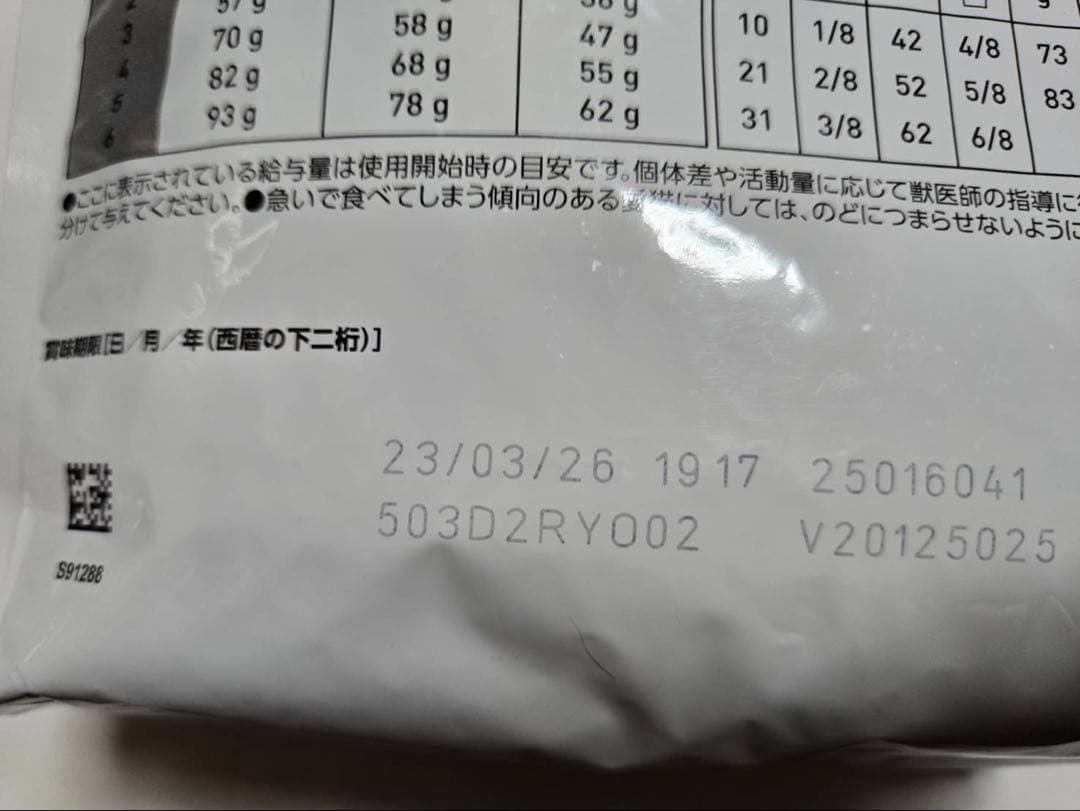 2 57 g
3 70 g 58 g 47 g 10 1/8 42 4/8 73
4 82 g 68 g 55 g 21 2/8 52 5/8 83
5 93 g 78 g 62 g 31 3/8 62 6/8
6
●ここに表示されている給与量は使用開始時の目安です。個体差や活動量に応じて獣医師の指導に
分けて与えてください。●急いで食べてしまう傾向のある に対しては、のどにつまらせないように
賞味期限[日/月/年(西暦の下二桁)]
23/03/26 19 17 25016041
503D2RY002 V20125025
S91288